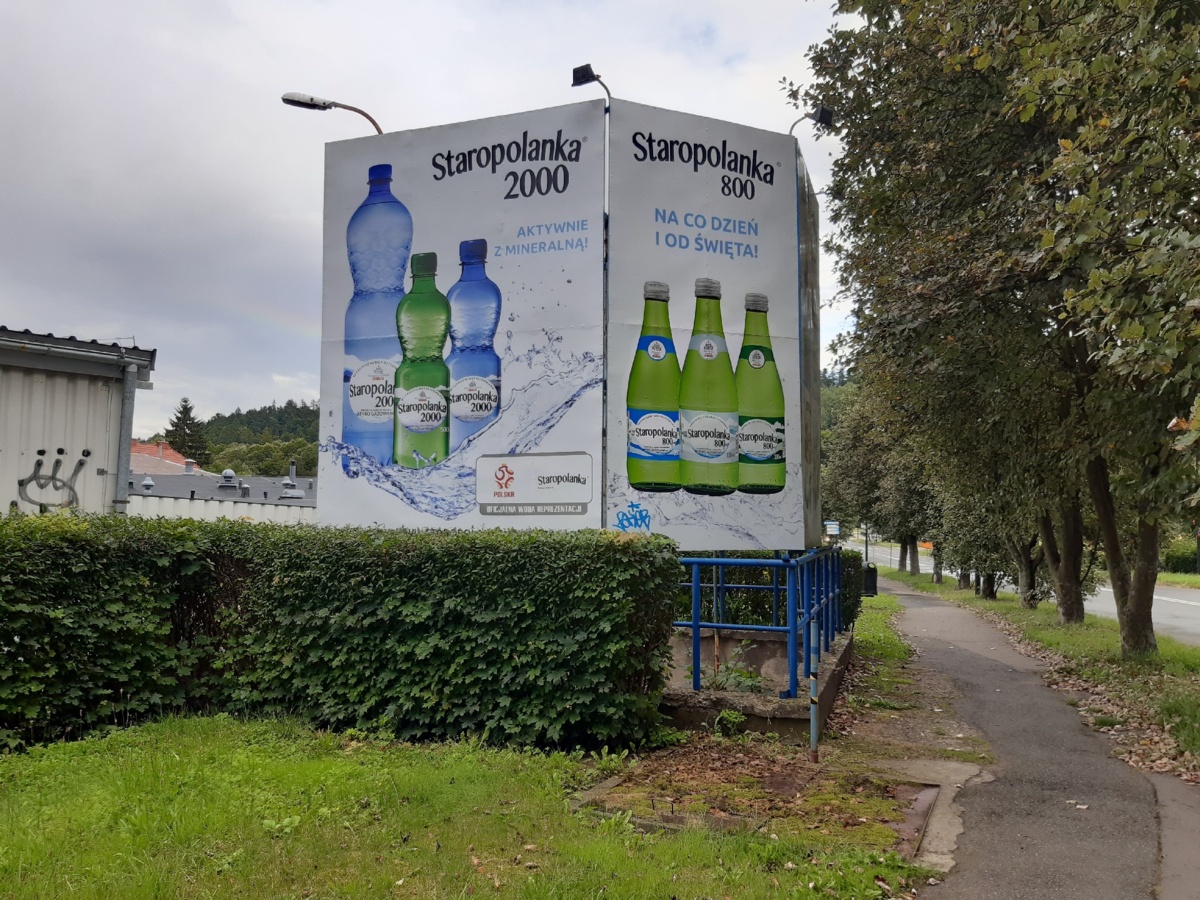 Staropolanka®
2000
AKTYWNIE
Z MINERALNĄ!
Staropolanka
2000
Staropolanka
2000
POLSKA
Staropolanka
OFICJALNA WODA REPREZENTACJI
Staropolanka®
800
NA CO DZIEŃ
I OD ŚWIĘTA!
Staropolanka
800
Staropolanka
800
Staropolanka
800